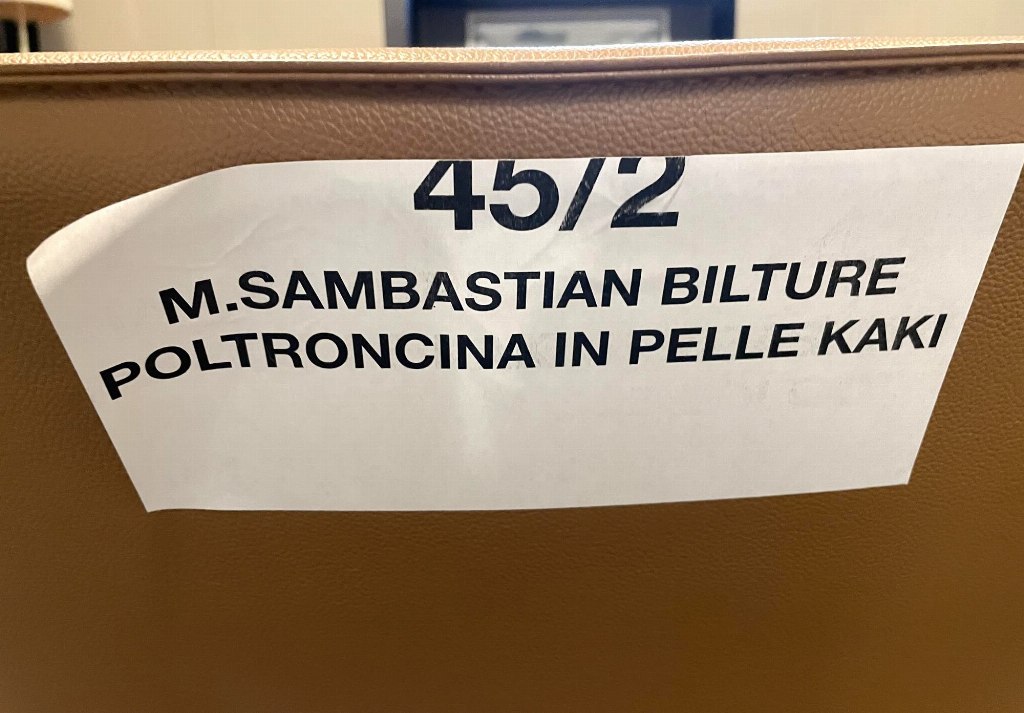 45/2
M.SAMBASTIAN BILTURE
POLTRONCINA IN PELLE KAKI